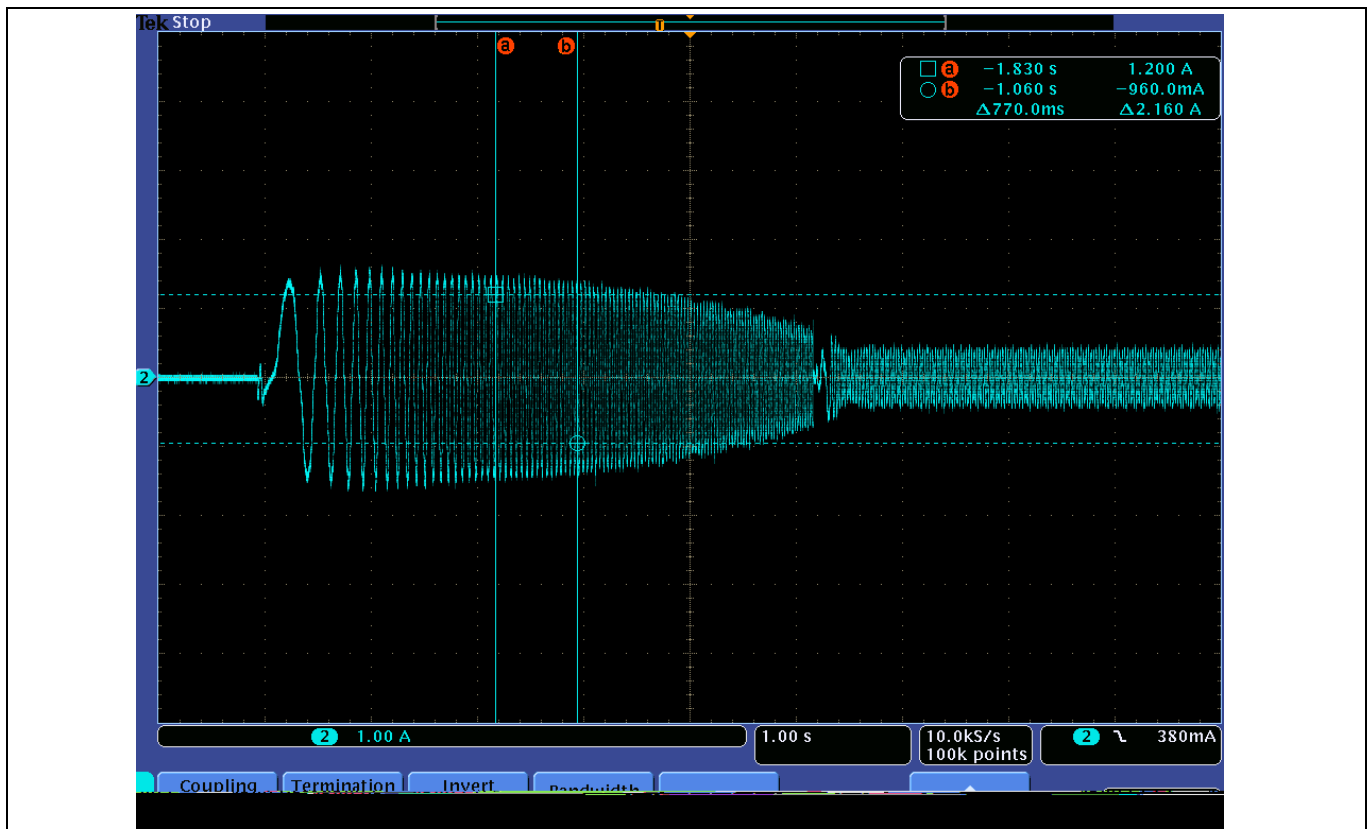 Tek Stop
T
a b
a −1.830 s 1.200 A
b −1.060 s −960.0mA
Δ770.0ms Δ2.160 A
2
2 1.00 A 1.00 s 10.0kS/s 2 380mA
100k points
Coupling Termination Invert Bandwidth